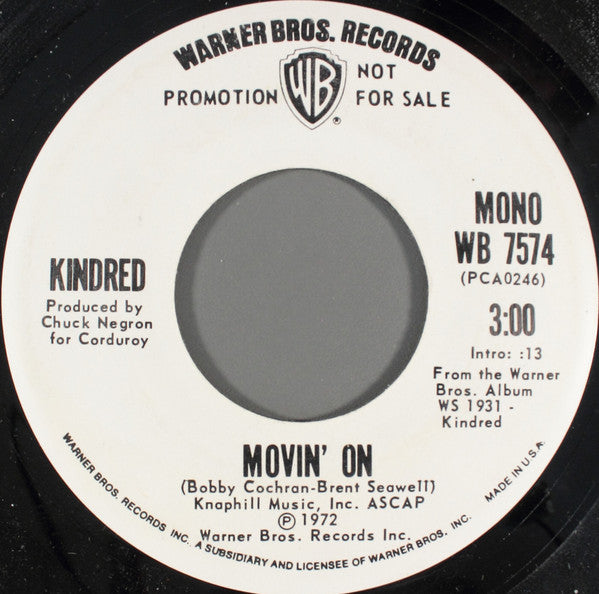 WARNER BROS. RECORDS
WB
PROMOTION NOT
FOR SALE
®
KINDRED
Produced by
Chuck Negron
for Corduroy
MONO
WB 7574
(PCA0246)
3:00
Intro: :13
From the Warner
Bros. Album
WS 1931 -
Kindred
MOVIN' ON
(Bobby Cochran-Brent Seawell)
Knaphill Music, Inc. ASCAP
℗ 1972
Warner Bros. Records Inc.
WARNER BROS. RECORDS INC., A SUBSIDIARY AND LICENSEE OF WARNER BROS. INC. MADE IN U.S.A.